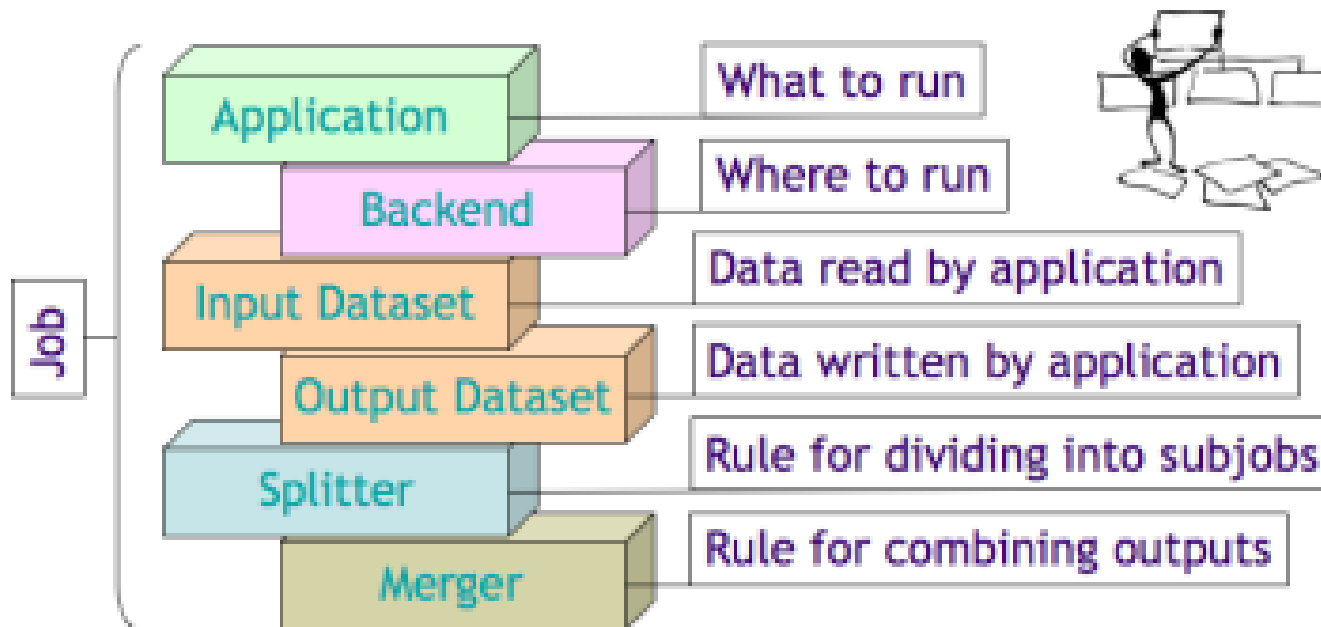 Application
What to run
Backend
Where to run
Input Dataset
Data read by application
Job
Output Dataset
Data written by application
Splitter
Rule for dividing into subjobs
Merger
Rule for combining outputs